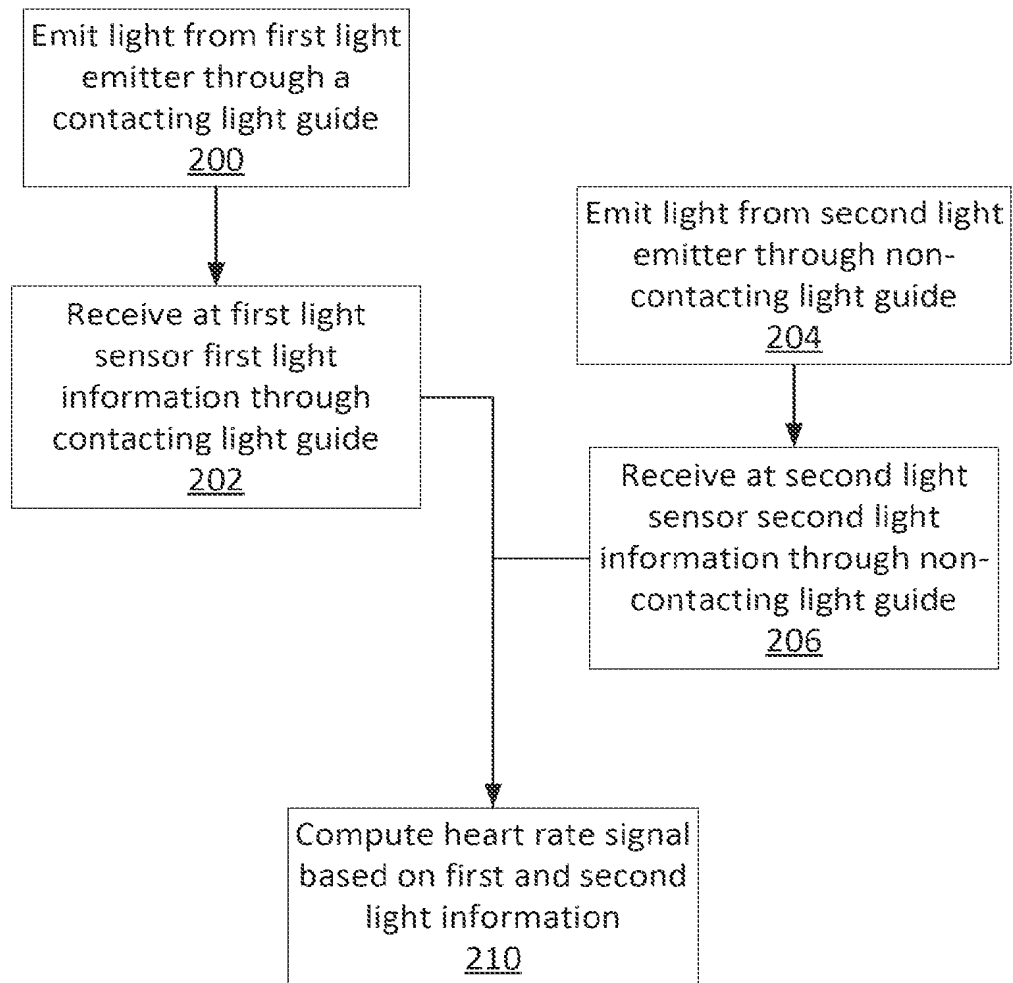 Emit light from first light
emitter through a
contacting light guide
200
Receive at first light
sensor first light
information through
contacting light guide
202
Emit light from second light
emitter through non-
contacting light guide
204
Receive at second light
sensor second light
information through non-
contacting light guide
206
Compute heart rate signal
based on first and second
light information
210